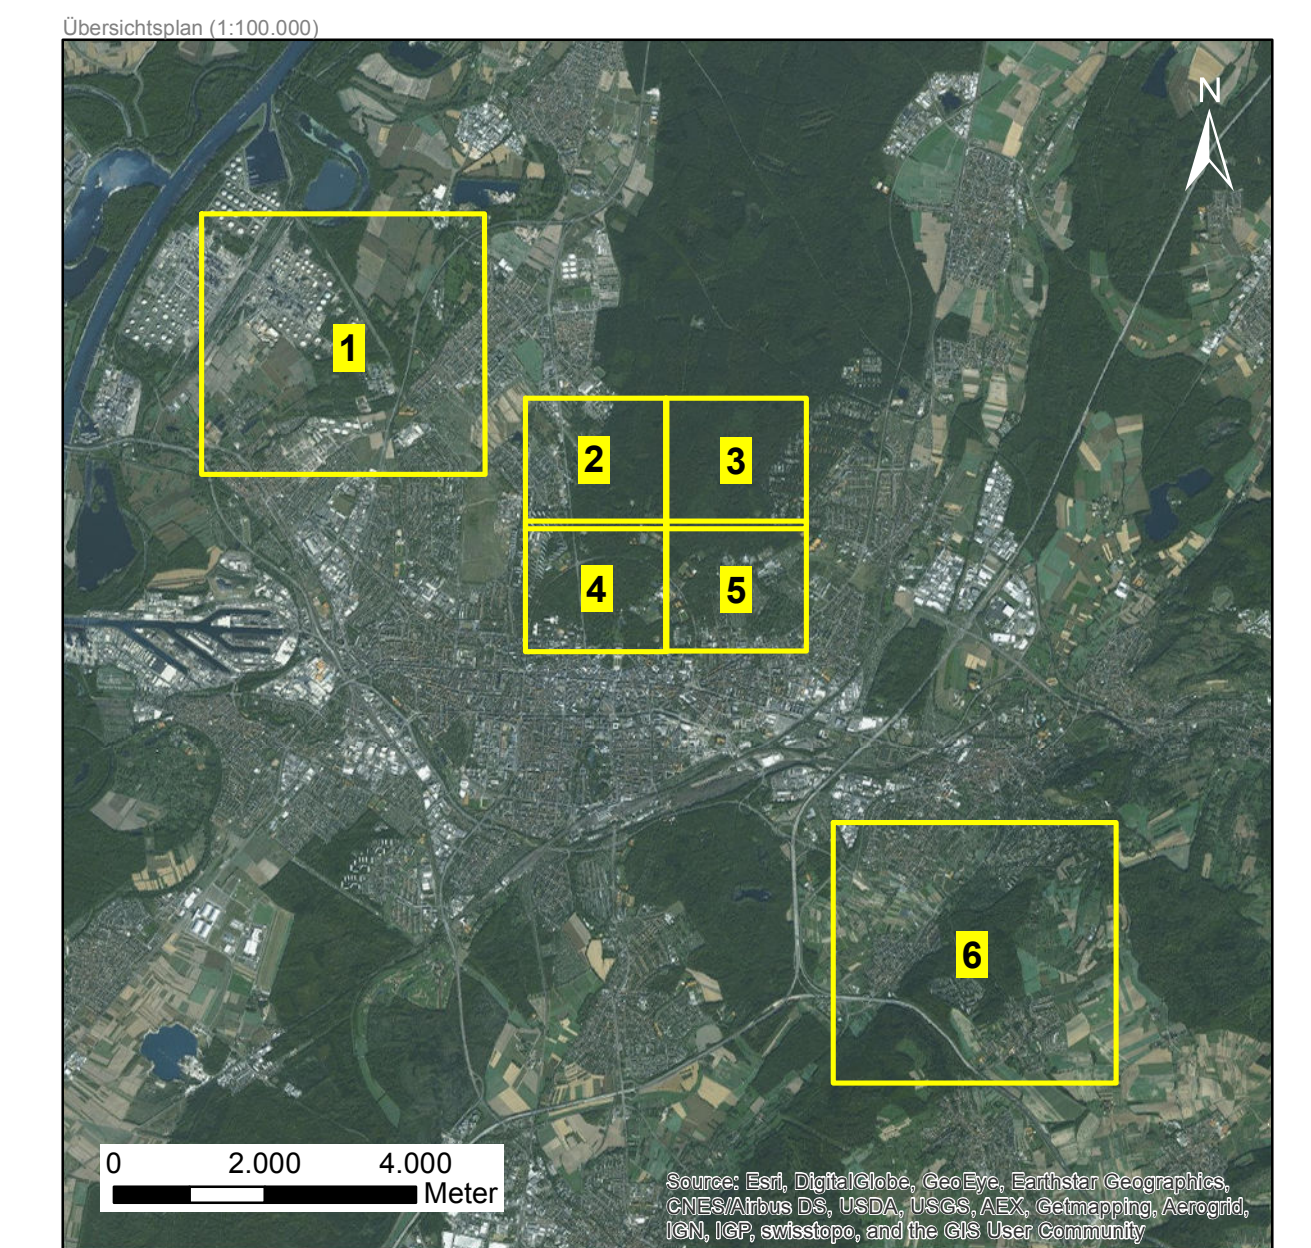 Übersichtsplan (1:100.000)
N
1
2
3
4
5
6
0 2.000 4.000
Meter
Source: Esri, DigitalGlobe, GeoEye, Earthstar Geographics,
CNES/Airbus DS, USDA, USGS, AEX, Getmapping, Aerogrid,
IGN, IGP, swisstopo, and the GIS User Community